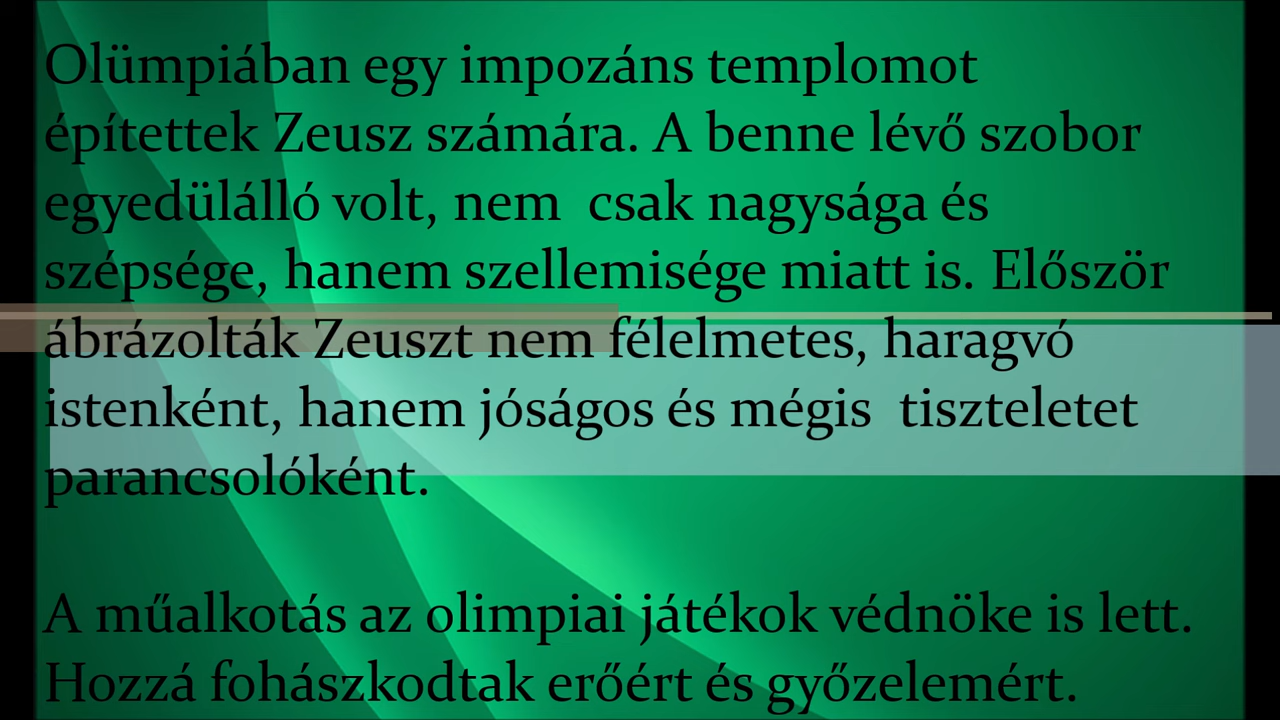 Olümpiában egy impozáns templomot
építettek Zeusz számára. A benne lévő szobor
egyedülálló volt, nem  csak nagysága és
szépsége, hanem szellemisége miatt is. Először
ábrázolták Zeuszt nem félelmetes, haragvó
istenként, hanem jóságos és mégis  tiszteletet
parancsolóként.
A műalkotás az olimpiai játékok védnöke is lett.
Hozzá fohászkodtak erőért és győzelemért.